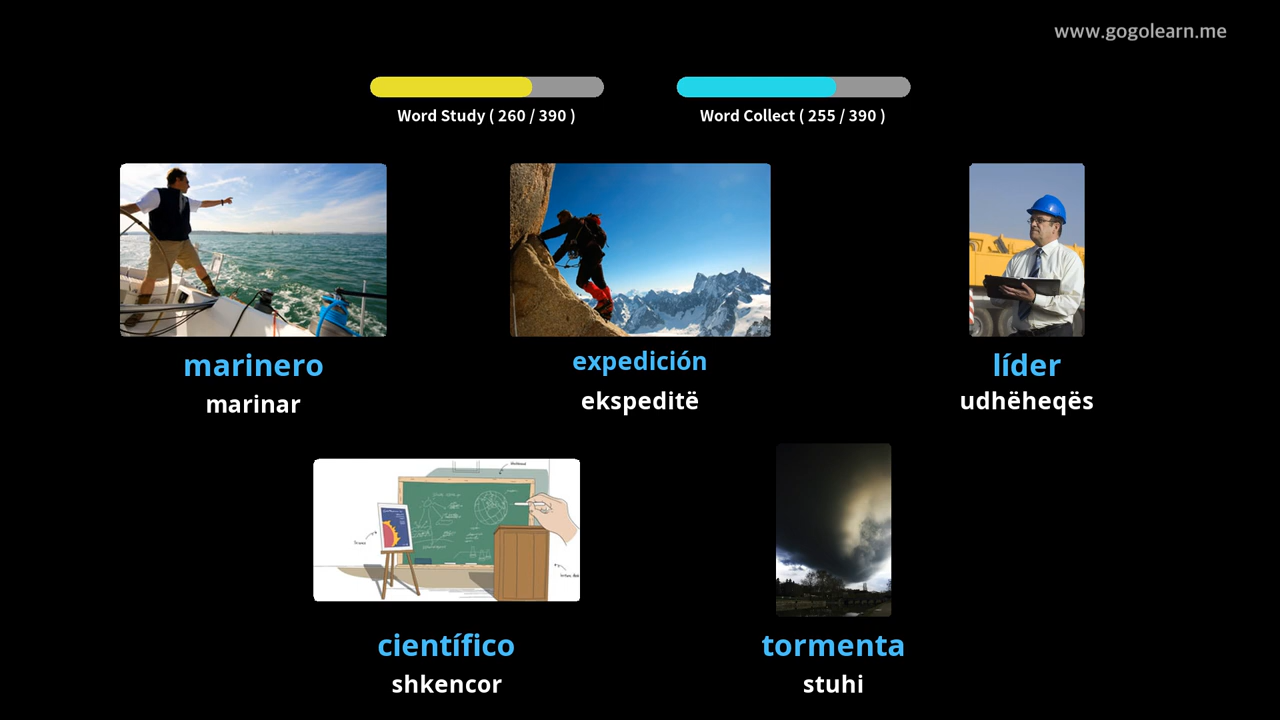 www.gogolearn.me
Word Study ( 260 / 390 )
Word Collect ( 255 / 390 )
marinero
marinar
expedición
ekspeditë
líder
udhëheqës
científico
shkencor
tormenta
stuhi